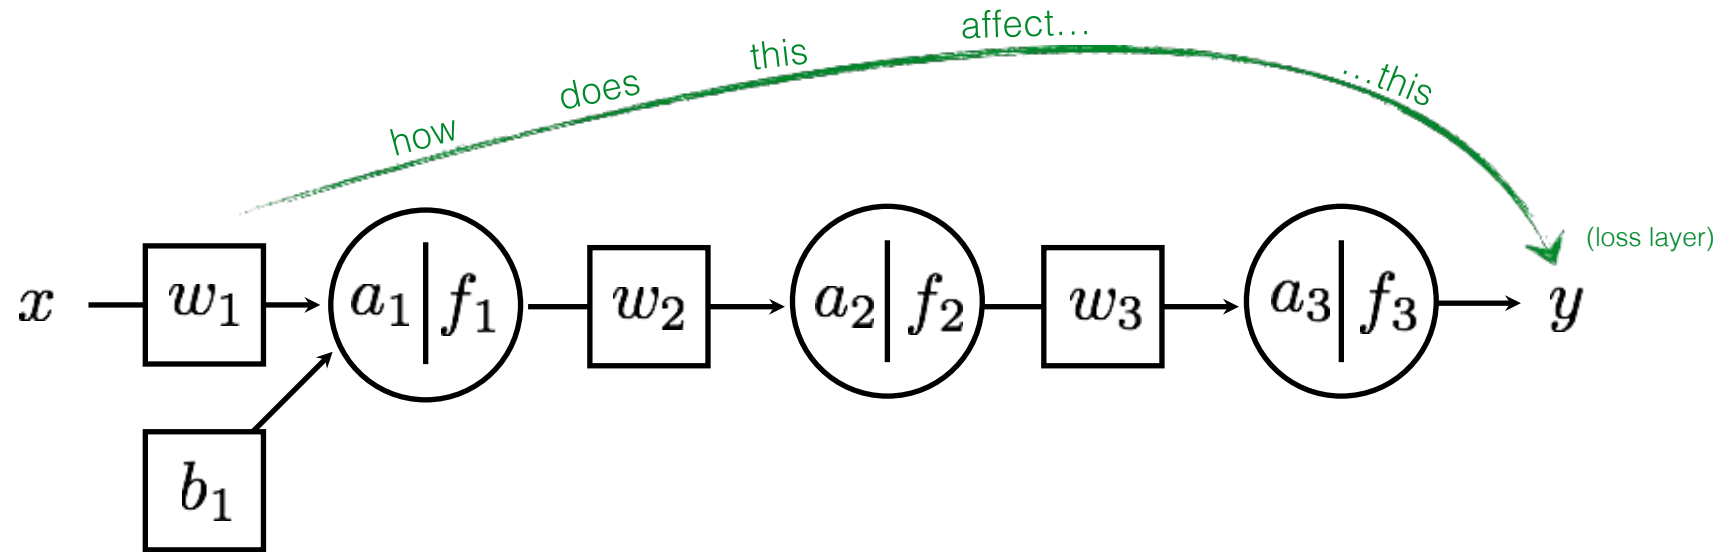 how does this affect... ...this
(loss layer)
x w₁ a₁ | f₁ w₂ a₂ | f₂ w₃ a₃ | f₃ y
b₁